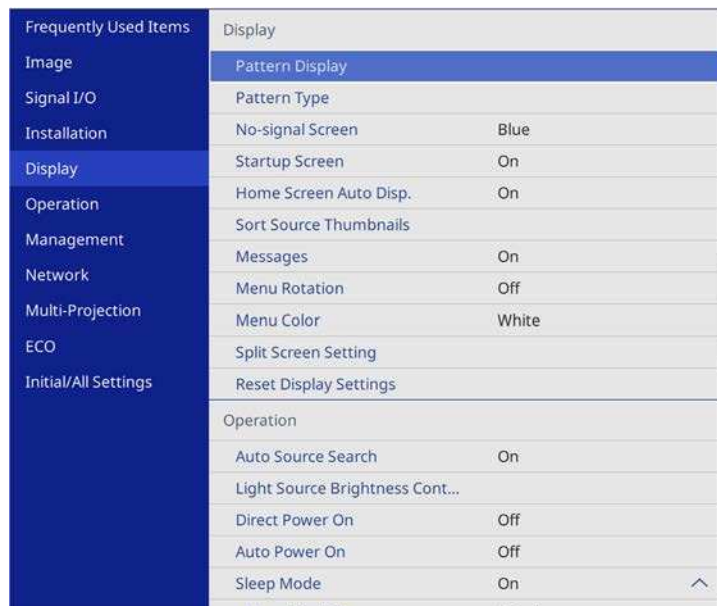 Frequently Used Items
Image
Signal I/O
Installation
Display
Operation
Management
Network
Multi-Projection
ECO
Initial/All Settings
Display
Pattern Display
Pattern Type
No-signal Screen Blue
Startup Screen On
Home Screen Auto Disp. On
Sort Source Thumbnails
Messages On
Menu Rotation Off
Menu Color White
Split Screen Setting
Reset Display Settings
Operation
Auto Source Search On
Light Source Brightness Cont...
Direct Power On Off
Auto Power On Off
Sleep Mode On